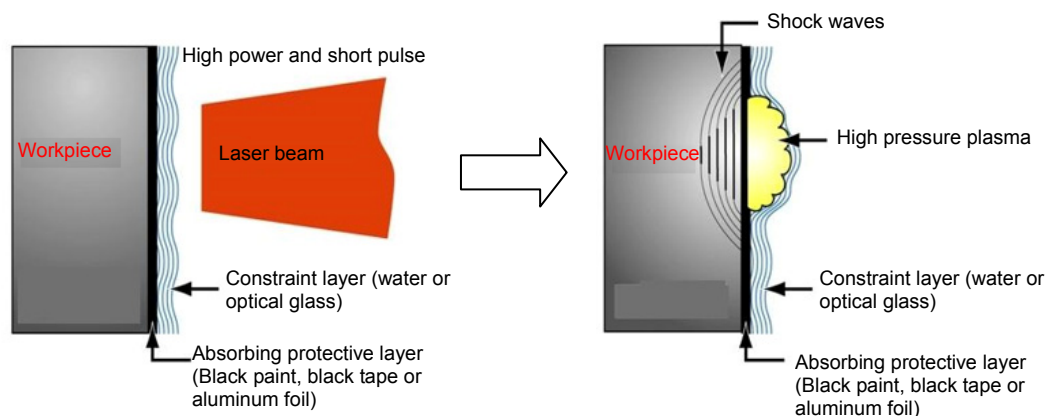 High power and short pulse
Workpiece
Laser beam
Constraint layer (water or
optical glass)
Absorbing protective layer
(Black paint, black tape or
aluminum foil)
Shock waves
High pressure plasma
Workpiece
Constraint layer (water or
optical glass)
Absorbing protective layer
(Black paint, black tape or
aluminum foil)